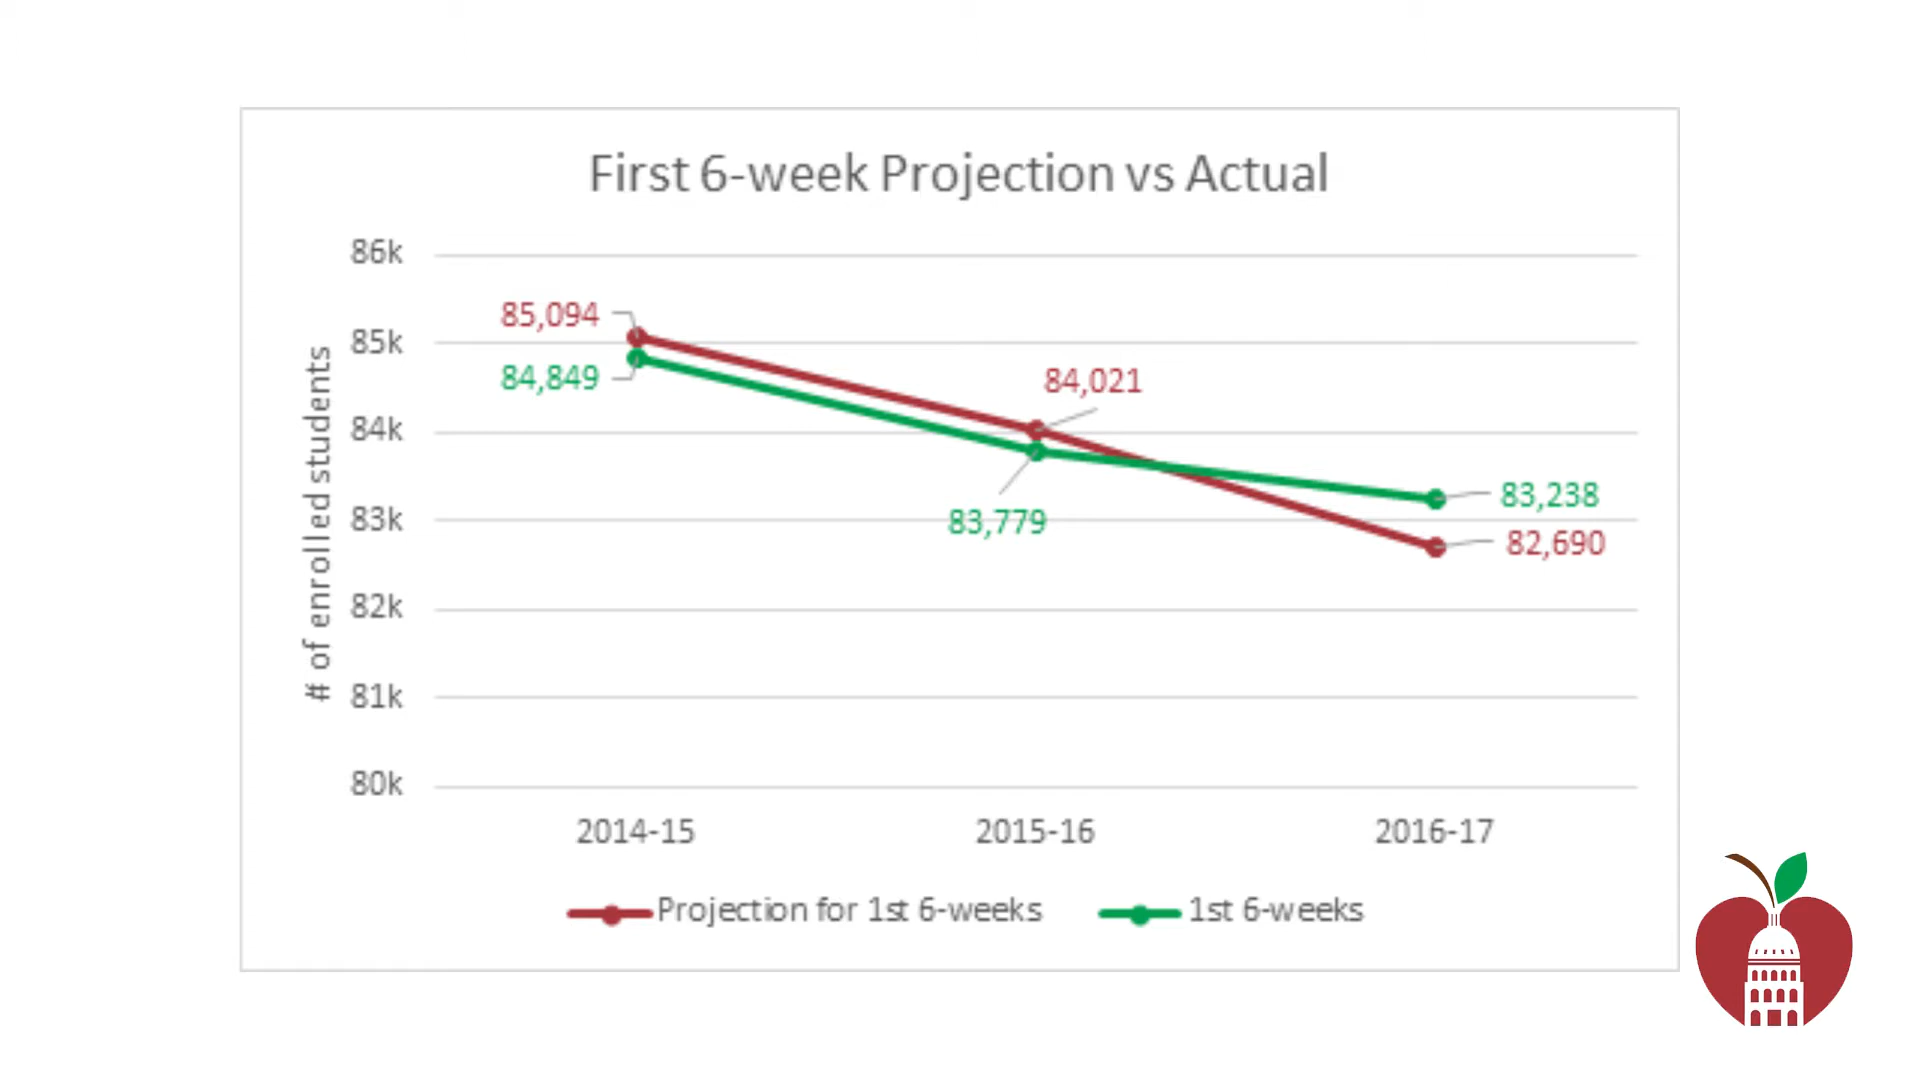 First 6-week Projection vs Actual
# of enrolled students
86k
85k
84k
83k
82k
81k
80k
85,094
84,849
84,021
83,779
83,238
82,690
2014-15
2015-16
2016-17
Projection for 1st 6-weeks
1st 6-weeks